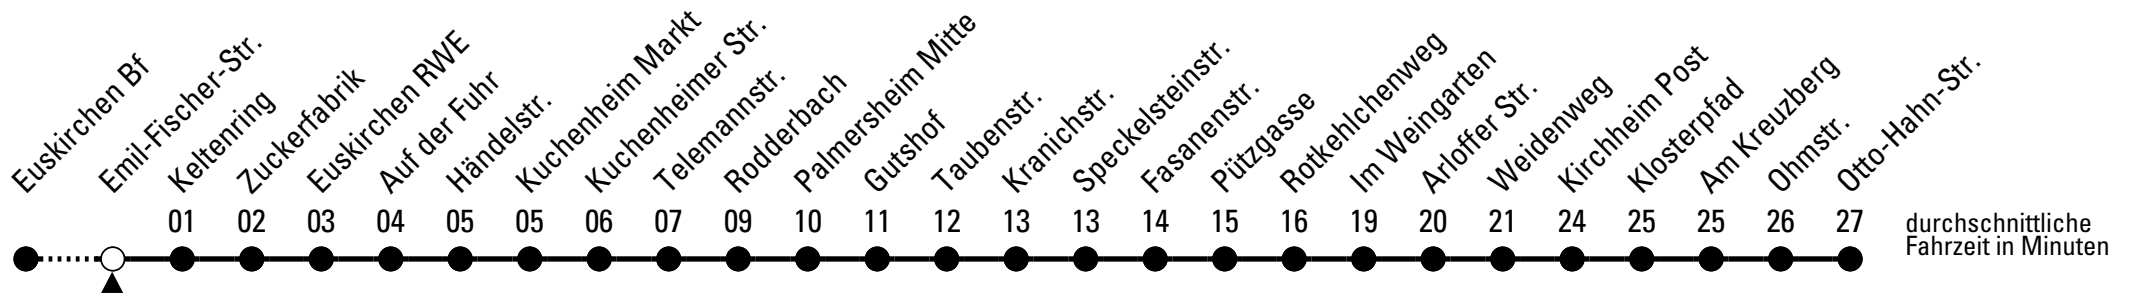 Euskirchen Bf
Emil-Fischer-Str.
Keltenring
Zuckerfabrik
Euskirchen RWE
Auf der Fuhr
Händelstr.
Kuchenheim Markt
Kuchenheimer Str.
Telemannstr.
Rodderbach
Palmersheim Mitte
Gutshof
Taubenstr.
Kranichstr.
Speckelsteinstr.
Fasanenstr.
Pützgasse
Rotkehlchenweg
Im Weingarten
Arloffer Str.
Weidenweg
Kirchheim Post
Klosterpfad
Am Kreuzberg
Ohmstr.
Otto-Hahn-Str.
01 02 03 04 05 05 06 07 09 10 11 12 13 13 14 15 16 19 20 21 24 25 25 26 27
durchschnittliche
Fahrzeit in Minuten